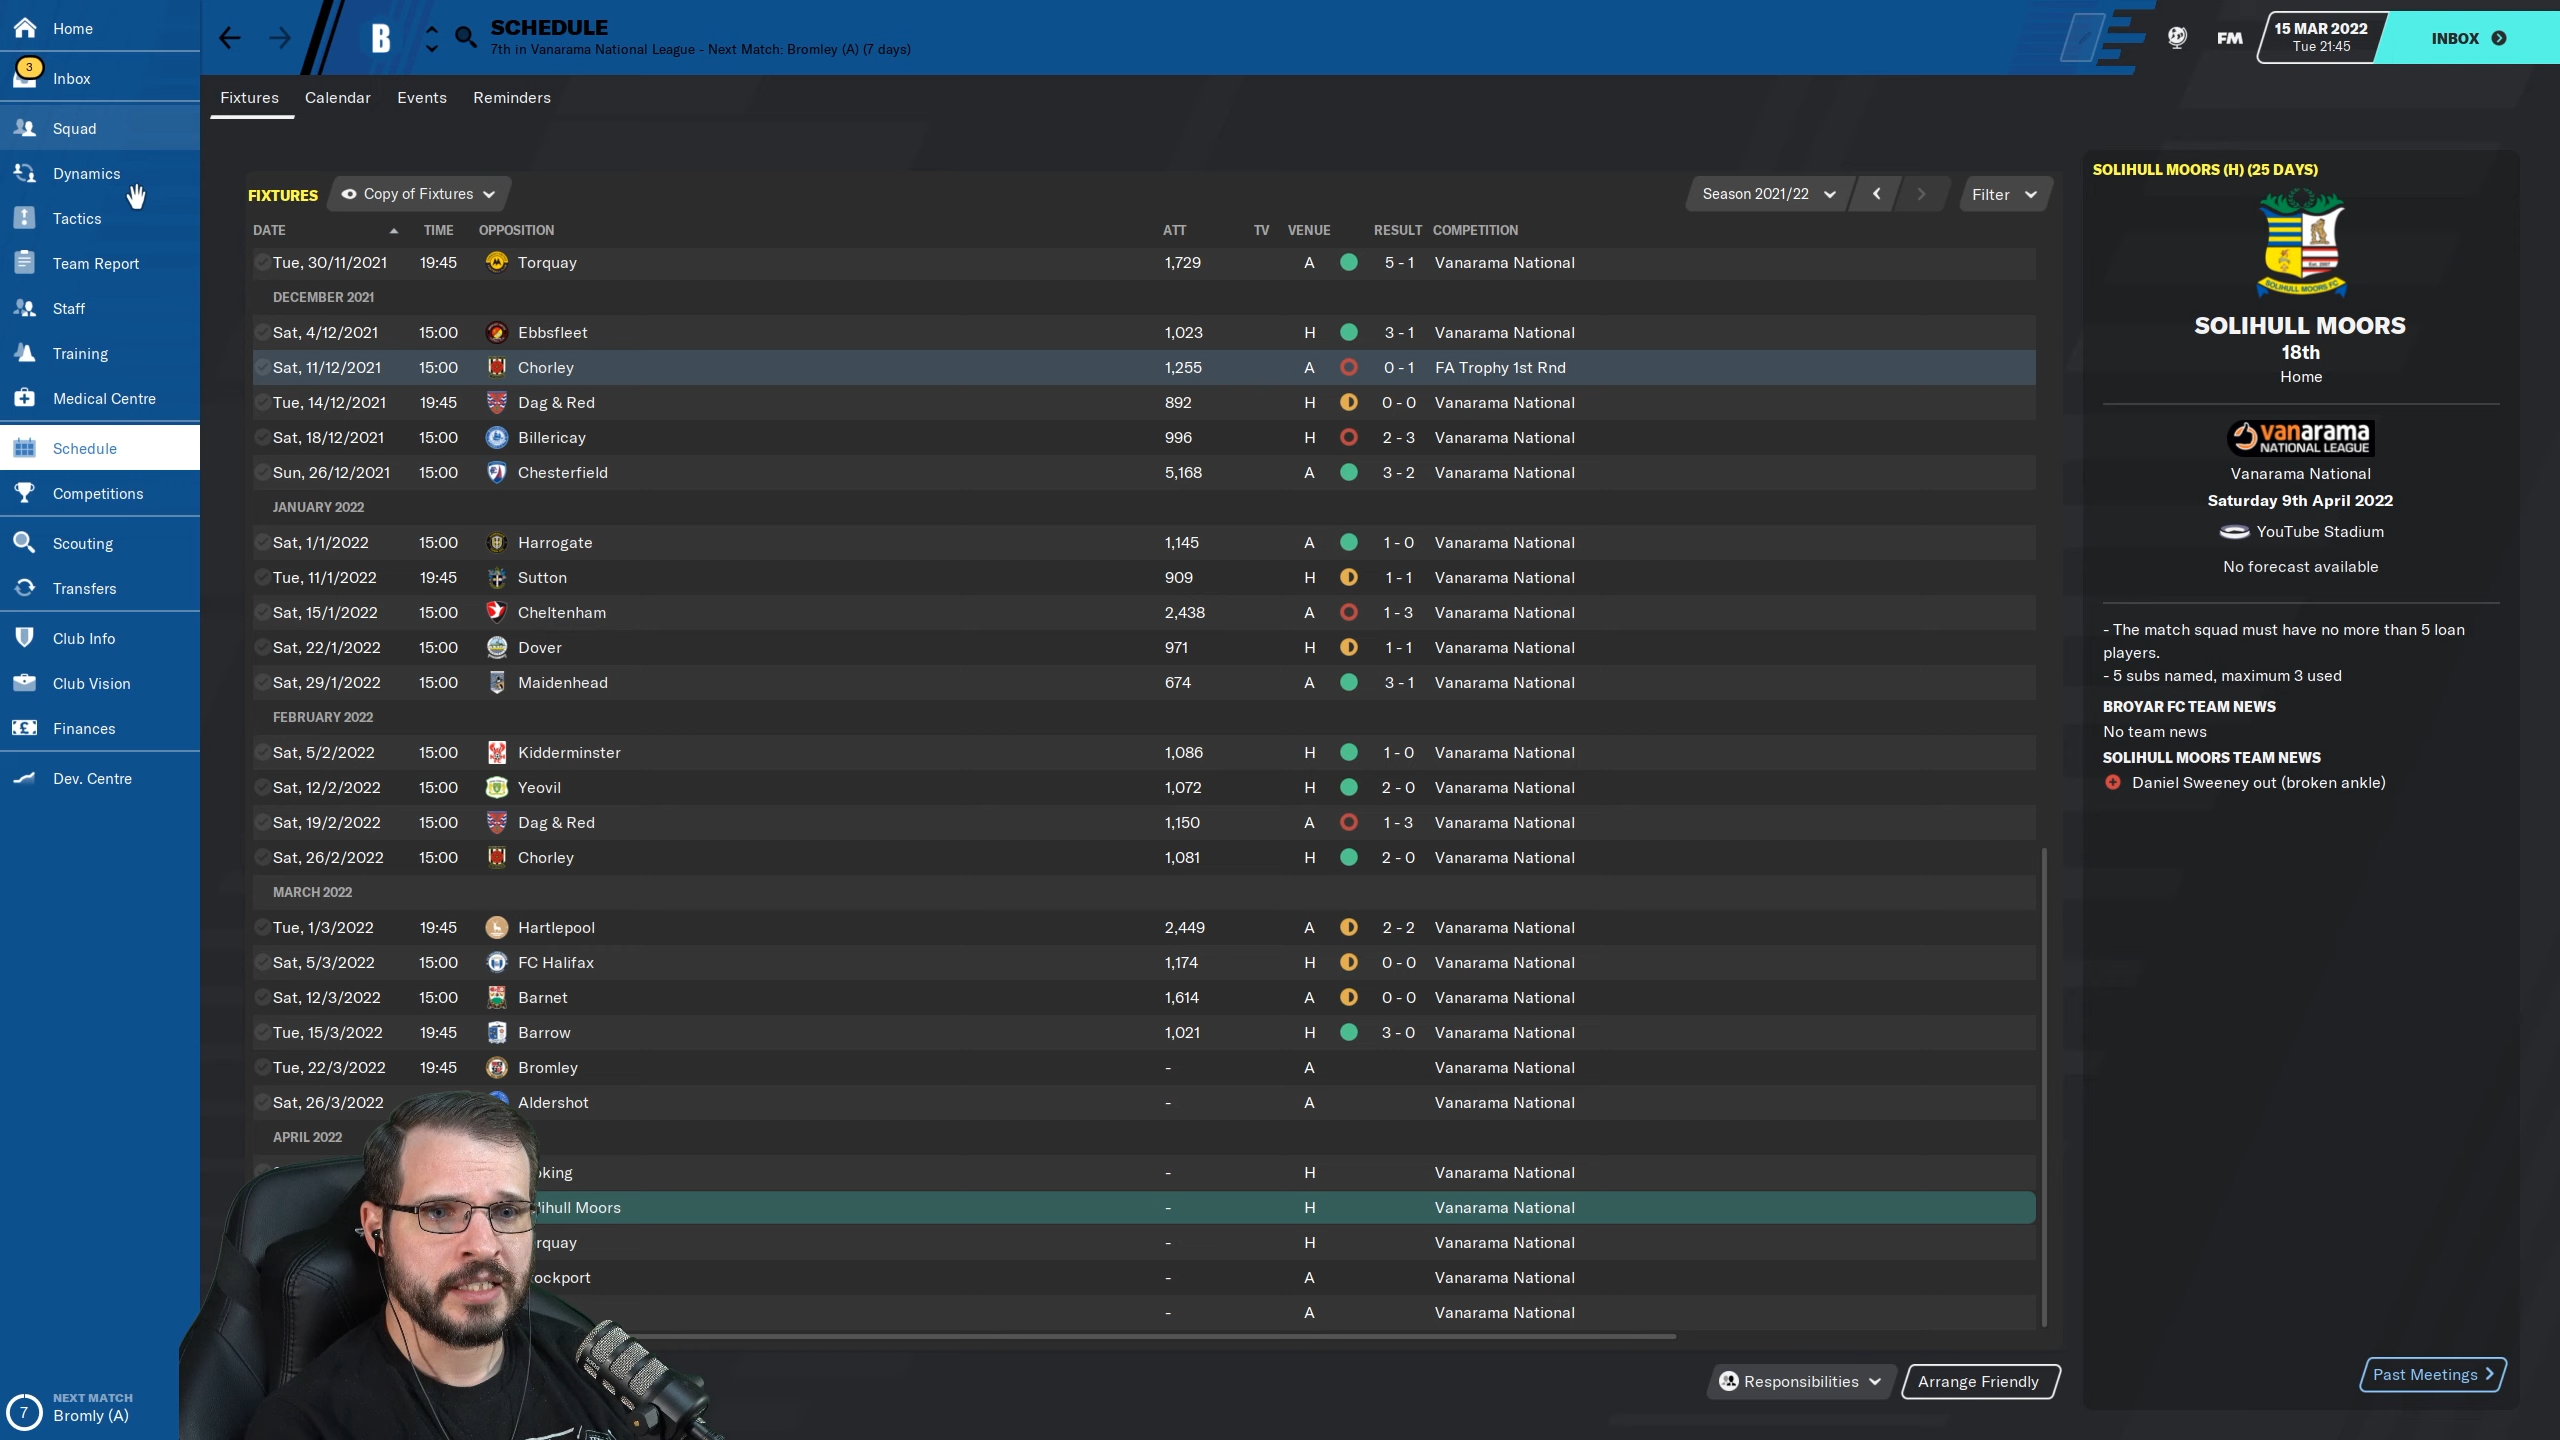 Home
3
Inbox
Squad
Dynamics
Tactics
Team Report
Staff
Training
Medical Centre
Schedule
Competitions
Scouting
Transfers
Club Info
Club Vision
Finances
Dev. Centre
7
NEXT MATCH
Bromly (A)
B
SCHEDULE
7th in Vanarama National League - Next Match: Bromley (A) (7 days)
FM
15 MAR 2022
Tue 21:45
INBOX
Fixtures Calendar Events Reminders
FIXTURES Copy of Fixtures Season 2021/22 Filter
DATE TIME OPPOSITION ATT TV VENUE RESULT COMPETITION
Tue, 30/11/2021 19:45 Torquay 1,729 A 5 - 1 Vanarama National
DECEMBER 2021
Sat, 4/12/2021 15:00 Ebbsfleet 1,023 H 3 - 1 Vanarama National
Sat, 11/12/2021 15:00 Chorley 1,255 A 0 - 1 FA Trophy 1st Rnd
Tue, 14/12/2021 19:45 Dag & Red 892 H 0 - 0 Vanarama National
Sat, 18/12/2021 15:00 Billericay 996 H 2 - 3 Vanarama National
Sun, 26/12/2021 15:00 Chesterfield 5,168 A 3 - 2 Vanarama National
JANUARY 2022
Sat, 1/1/2022 15:00 Harrogate 1,145 A 1 - 0 Vanarama National
Tue, 11/1/2022 19:45 Sutton 909 H 1 - 1 Vanarama National
Sat, 15/1/2022 15:00 Cheltenham 2,438 A 1 - 3 Vanarama National
Sat, 22/1/2022 15:00 Dover 971 H 1 - 1 Vanarama National
Sat, 29/1/2022 15:00 Maidenhead 674 A 3 - 1 Vanarama National
FEBRUARY 2022
Sat, 5/2/2022 15:00 Kidderminster 1,086 H 1 - 0 Vanarama National
Sat, 12/2/2022 15:00 Yeovil 1,072 H 2 - 0 Vanarama National
Sat, 19/2/2022 15:00 Dag & Red 1,150 A 1 - 3 Vanarama National
Sat, 26/2/2022 15:00 Chorley 1,081 H 2 - 0 Vanarama National
MARCH 2022
Tue, 1/3/2022 19:45 Hartlepool 2,449 A 2 - 2 Vanarama National
Sat, 5/3/2022 15:00 FC Halifax 1,174 H 0 - 0 Vanarama National
Sat, 12/3/2022 15:00 Barnet 1,614 A 0 - 0 Vanarama National
Tue, 15/3/2022 19:45 Barrow 1,021 H 3 - 0 Vanarama National
Tue, 22/3/2022 19:45 Bromley - A Vanarama National
Sat, 26/3/2022 Aldershot - A Vanarama National
APRIL 2022
oking - H Vanarama National
lihull Moors - H Vanarama National
rquay - H Vanarama National
ockport - A Vanarama National
- A Vanarama National
Responsibilities Arrange Friendly
SOLIHULL MOORS (H) (25 DAYS)
SOLIHULL MOORS FC
SOLIHULL MOORS
18th
Home
vanarama
NATIONAL LEAGUE
Vanarama National
Saturday 9th April 2022
YouTube Stadium
No forecast available
- The match squad must have no more than 5 loan
players.
- 5 subs named, maximum 3 used
BROYAR FC TEAM NEWS
No team news
SOLIHULL MOORS TEAM NEWS
Daniel Sweeney out (broken ankle)
Past Meetings